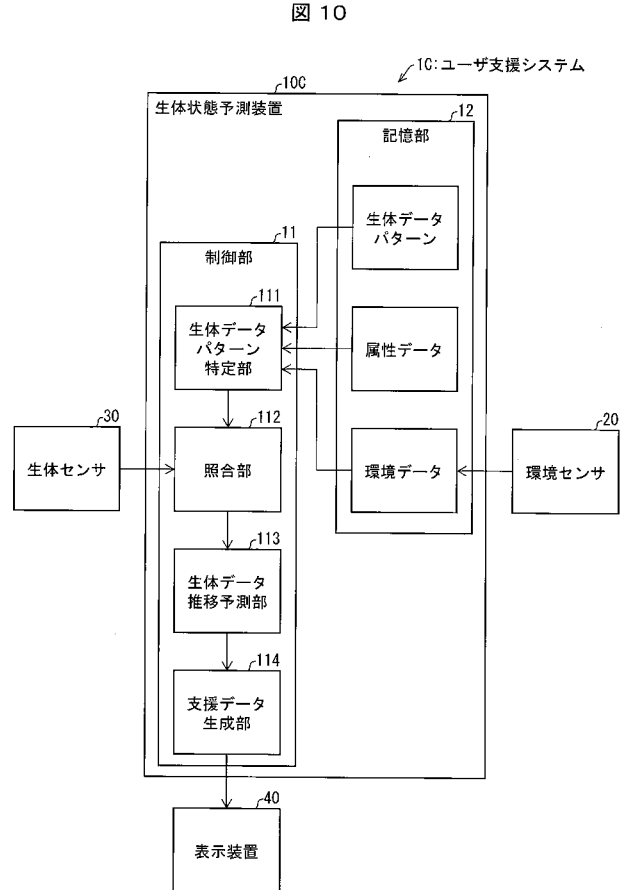 図 10
1C:ユーザ支援システム
10C
生体状態予測装置
12
記憶部
生体データ
パターン
11
制御部
111
生体データ
パターン
特定部
属性データ
30
生体センサ
112
照合部
環境データ
20
環境センサ
113
生体データ
推移予測部
114
支援データ
生成部
40
表示装置